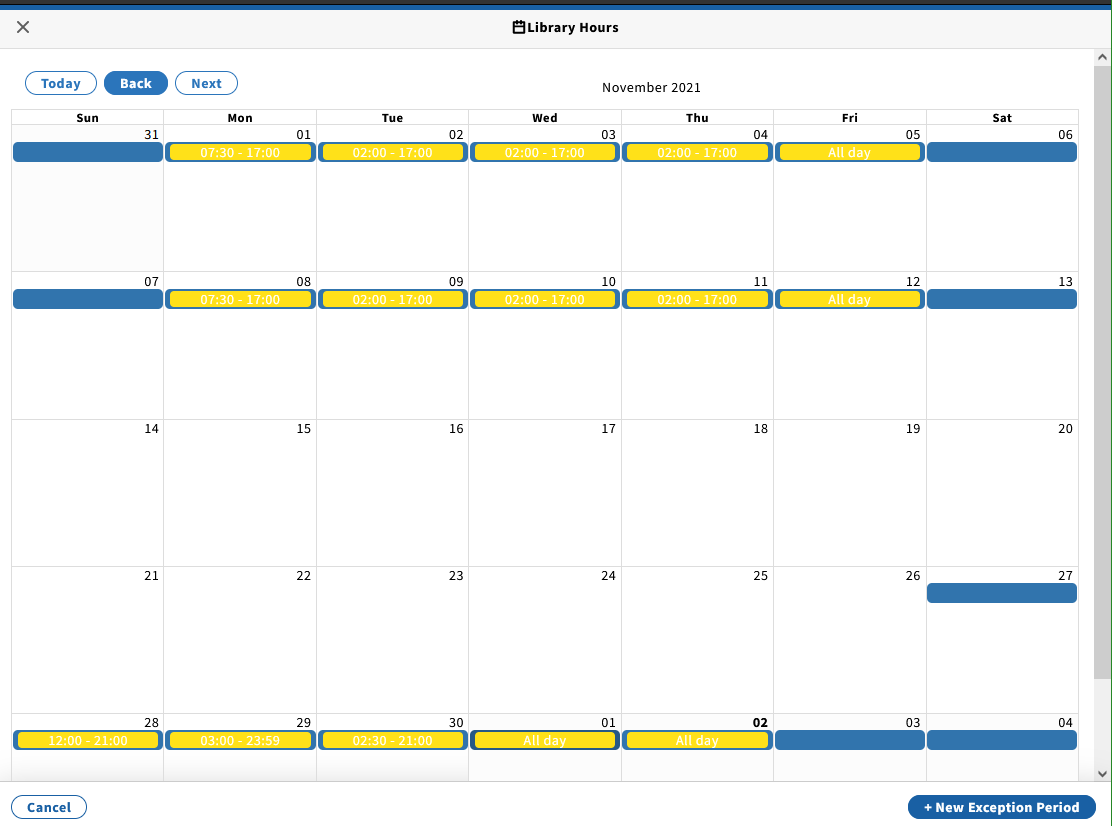 Library Hours
Today Back Next
November 2021
Sun Mon Tue Wed Thu Fri Sat
31 01 02 03 04 05 06
07:30 - 17:00 02:00 - 17:00 02:00 - 17:00 02:00 - 17:00 All day
07 08 09 10 11 12 13
07:30 - 17:00 02:00 - 17:00 02:00 - 17:00 02:00 - 17:00 All day
14 15 16 17 18 19 20
21 22 23 24 25 26 27
28 29 30 01 02 03 04
12:00 - 21:00 03:00 - 23:59 02:30 - 21:00 All day All day
Cancel + New Exception Period